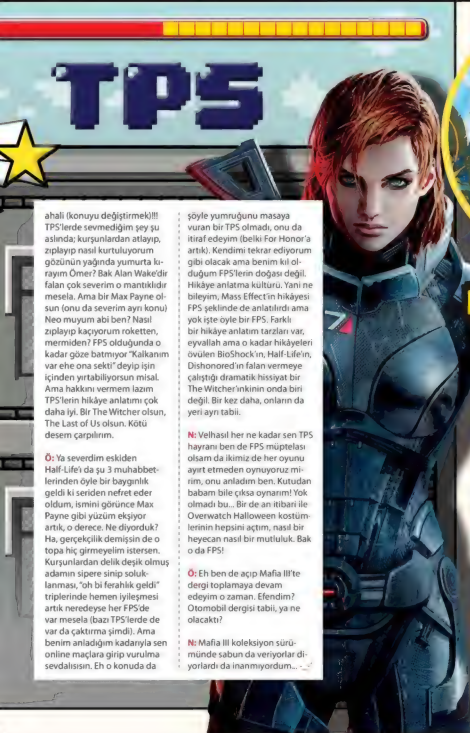 TPS
ahali (konuyu değiştirmek)!!!
TPS'lerde sevmediğim şey şu
aslında; kurşunlardan atlayıp,
zıplayıp nasıl kurtuluyorum
gözünün yağında yumurta kı-
rayım Ömer? Bak Alan Wake'dir
falan çok severim o mantıklıdır
mesela. Ama bir Max Payne ol-
sun (onu da severim ayrı konu)
Neo muyum abi ben? Nasıl
zıplayıp kaçıyorum roketten,
mermiden? FPS olduğunda o
kadar göze batmıyor "Kalkanım
var ehe ona sekti" deyip işin
içinden yırtabiliyorsun misal.
Ama hakkını vermem lazım
TPS'lerin hikâye anlatımı çok
daha iyi. Bir The Witcher olsun,
The Last of Us olsun. Kötü
desem çarpılırım.
Ö: Ya severdim eskiden
Half-Life'ı da şu 3 muhabbet-
lerinden öyle bir baygınlık
geldi ki seriden nefret eder
oldum, ismini görünce Max
Payne gibi yüzüm ekşiyor
artık, o derece. Ne diyorduk?
Ha, gerçekçilik demişsin de o
topa hiç girmeyelim istersen.
Kurşunlardan delik deşik olmuş
adamın sipere sinip soluk-
lanması, "oh bi ferahlık geldi"
triplerinde hemen iyileşmesi
artık neredeyse her FPS'de
var mesela (bazı TPS'lerde de
var da çaktırma şimdi). Ama
benim anladığım kadarıyla sen
online maçlara girip vurulma
sevdalısısın. Eh o konuda da
şöyle yumruğunu masaya
vuran bir TPS olmadı, onu da
itiraf edeyim (belki For Honor'a
artık). Kendimi tekrar ediyorum
gibi olacak ama benim kıl ol-
duğum FPS'lerin doğası değil.
Hikâye anlatma kültürü. Yani ne
bileyim, Mass Effect'in hikâyesi
FPS şeklinde de anlatılırdı ama
yok işte öyle bir FPS. Farklı
bir hikâye anlatım tarzları var,
eyvallah ama o kadar hikâyeleri
övülen BioShock'ın, Half-Life'ın,
Dishonored'ın falan vermeye
çalıştığı dramatik hissiyat bir
The Witcher'ınkinin onda biri
değil. Bir kez daha, onların da
yeri ayrı tabii.
N: Velhasıl her ne kadar sen TPS
hayranı ben de FPS müptelası
olsam da ikimiz de her oyunu
ayırt etmeden oynuyoruz mi-
rim, onu anladım ben. Kutudan
babam bile çıksa oynarım! Yok
olmadı bu... Bir de an itibari ile
Overwatch Halloween kostüm-
lerinin hepsini açtım, nasıl bir
heyecan nasıl bir mutluluk. Bak
o da FPS!
Ö: Eh ben de açıp Mafia III'te
dergi toplamaya devam
edeyim o zaman. Efendim?
Otomobil dergisi tabii, ya ne
olacaktı?
N: Mafia III koleksiyon sürü-
münde sabun da veriyorlar di-
yorlardı da inanmıyordum... -_-'
7